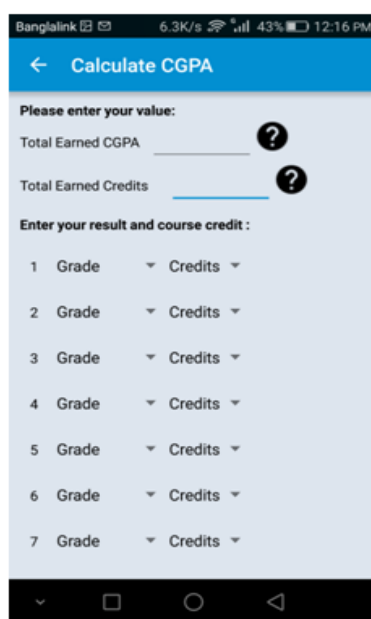 Banglalink 6.3K/s 43% 12:16 PM
Calculate CGPA
Please enter your value:
Total Earned CGPA ?
Total Earned Credits ?
Enter your result and course credit :
1 Grade Credits
2 Grade Credits
3 Grade Credits
4 Grade Credits
5 Grade Credits
6 Grade Credits
7 Grade Credits